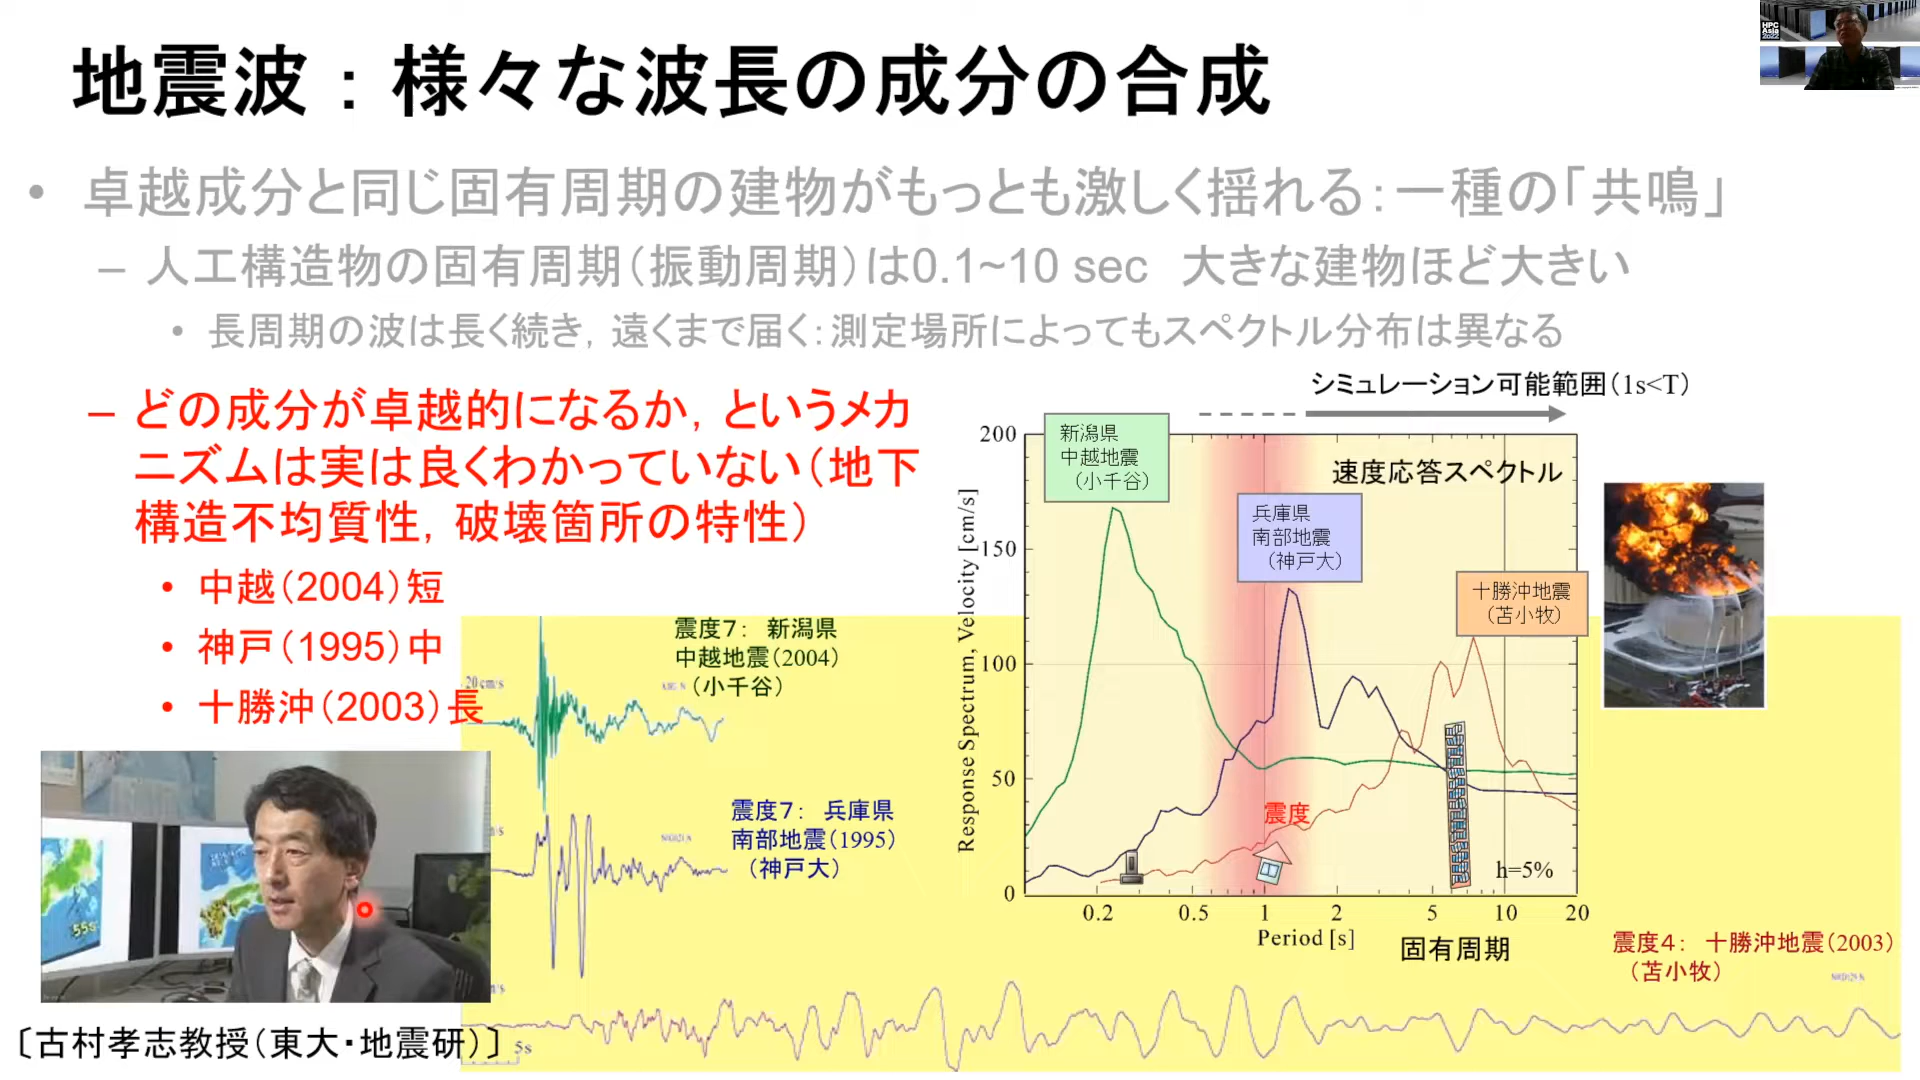 地震波：様々な波長の成分の合成
• 卓越成分と同じ固有周期の建物がもっとも激しく揺れる：一種の「共鳴」
– 人工構造物の固有周期（振動周期）は0.1~10 sec　大きな建物ほど大きい
• 長周期の波は長く続き，遠くまで届く：測定場所によってもスペクトル分布は異なる
– どの成分が卓越的になるか，というメカ
ニズムは実は良くわかっていない（地下
構造不均質性，破壊箇所の特性）
• 中越（2004）短
• 神戸（1995）中
• 十勝沖（2003）長
シミュレーション可能範囲（1s<T）
速度応答スペクトル
新潟県
中越地震
（小千谷）
兵庫県
南部地震
（神戸大）
十勝沖地震
（苫小牧）
Response Spectrum, Velocity [cm/s]
200
150
100
50
0
震度
h=5%
0.2 0.5 1 2 5 10 20
Period [s]
固有周期
震度7：　新潟県
中越地震（2004）
（小千谷）
20cm/s
震度7：　兵庫県
南部地震（1995）
（神戸大）
震度4：　十勝沖地震（2003）
（苫小牧）
5s
55s
〔古村孝志教授（東大・地震研）〕
HPC
Asia
2022